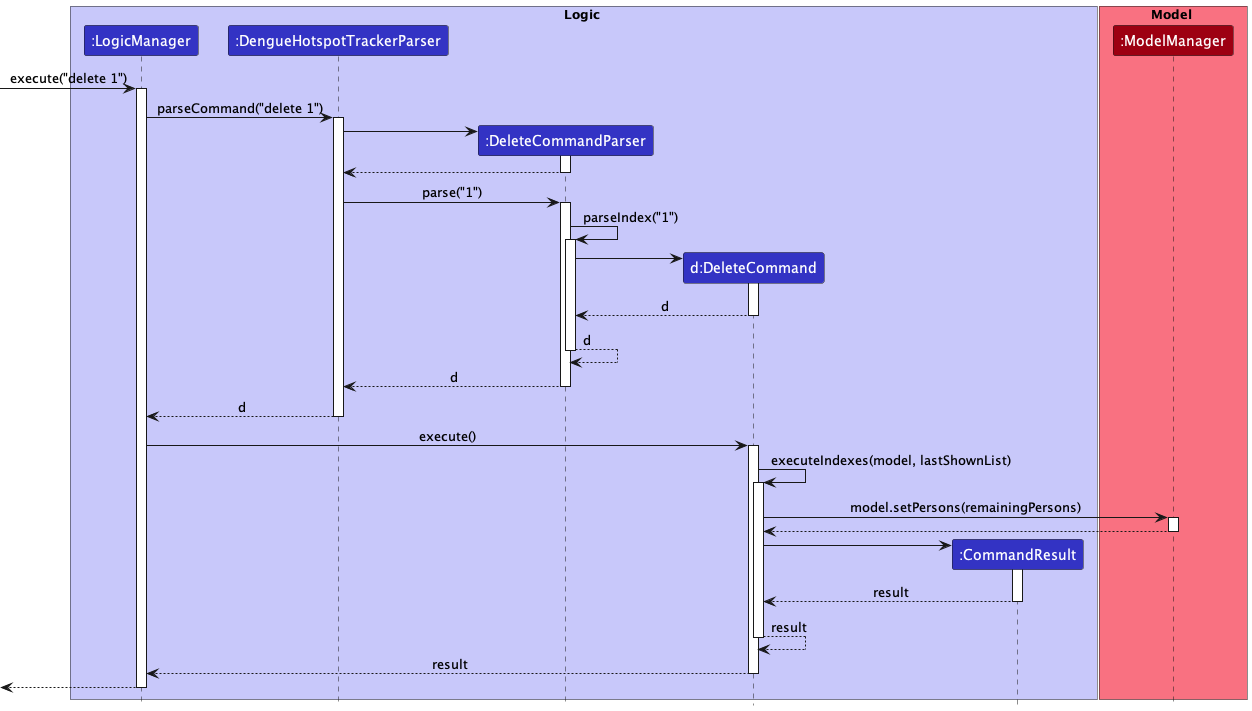 Logic
Model
:LogicManager
:DengueHotspotTrackerParser
:ModelManager
execute("delete 1")
parseCommand("delete 1")
:DeleteCommandParser
parse("1")
parseIndex("1")
d:DeleteCommand
d
d
d
d
execute()
executeIndexes(model, lastShownList)
model.setPersons(remainingPersons)
:CommandResult
result
result
result